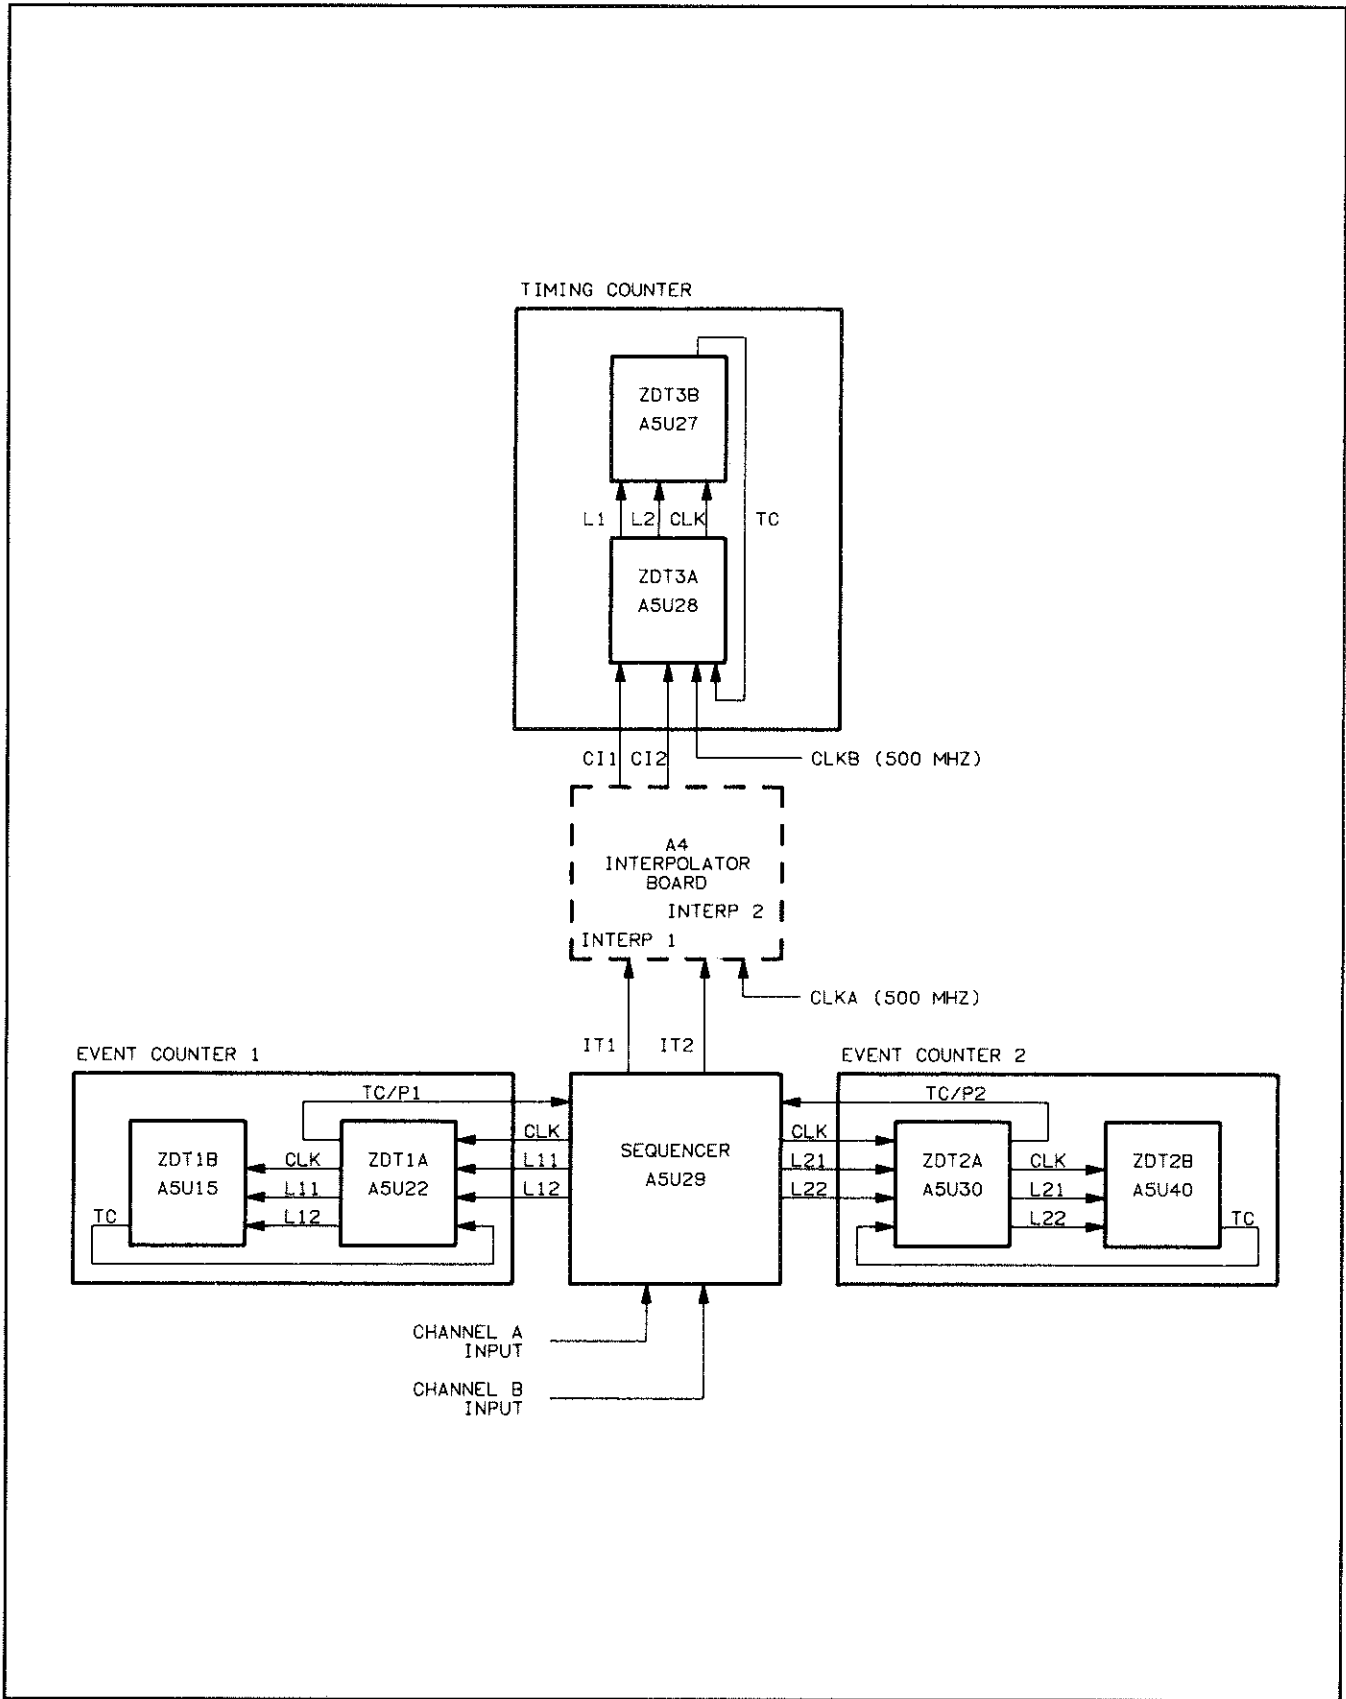 TIMING COUNTER
ZDT3B
A5U27
L1 L2 CLK TC
ZDT3A
A5U28
CI1 CI2 CLKB (500 MHZ)
A4
INTERPOLATOR
BOARD
INTERP 2
INTERP 1
CLKA (500 MHZ)
IT1 IT2
EVENT COUNTER 1
EVENT COUNTER 2
TC/P1
TC/P2
CLK
CLK
ZDT1B
A5U15
CLK
L11
L12
TC
ZDT1A
A5U22
L11
L12
SEQUENCER
A5U29
L21
L22
ZDT2A
A5U30
CLK
L21
L22
ZDT2B
A5U40
TC
CHANNEL A
INPUT
CHANNEL B
INPUT